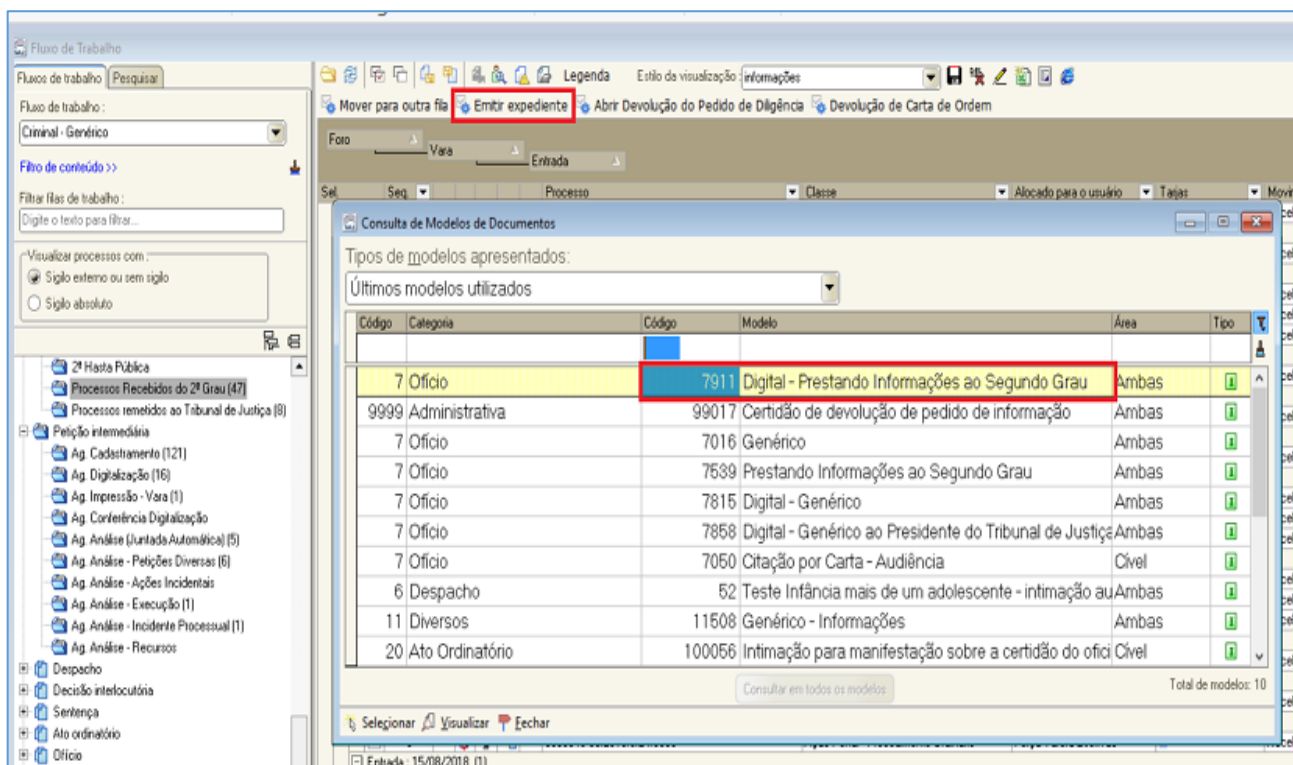 Fluxo de Trabalho
Fluxos de trabalho Pesquisar
Fluxo de trabalho :
Criminal - Genérico
Filtro de conteúdo >>
Filtrar filas de trabalho :
Digite o texto para filtrar...
Visualizar processos com :
Sigilo externo ou sem sigilo
Sigilo absoluto
2ª Hasta Pública
Processos Recebidos do 2º Grau (47)
Processos remetidos ao Tribunal de Justiça (8)
Petição intermediária
Ag. Cadastramento (121)
Ag. Digitalização (16)
Ag. Impressão - Vara (1)
Ag. Conferência Digitalização
Ag. Análise (Juntada Automática) (5)
Ag. Análise - Petições Diversas (6)
Ag. Análise - Ações Incidentais
Ag. Análise - Execução (1)
Ag. Análise - Incidente Processual (1)
Ag. Análise - Recursos
Despacho
Decisão interlocutória
Sentença
Ato ordinatório
Ofício
Legenda Estilo da visualização : informações
Mover para outra fila Emitir expediente Abrir Devolução do Pedido de Diligência Devolução de Carta de Ordem
Foro
Vara
Entrada
Sel. Seq. Processo Classe Alocado para o usuário Tarjas Movir
Consulta de Modelos de Documentos
Tipos de modelos apresentados:
Últimos modelos utilizados
Código Categoria Código Modelo Área Tipo
7 Ofício 7911 Digital - Prestando Informações ao Segundo Grau Ambas
9999 Administrativa 99017 Certidão de devolução de pedido de informação Ambas
7 Ofício 7016 Genérico Ambas
7 Ofício 7539 Prestando Informações ao Segundo Grau Ambas
7 Ofício 7815 Digital - Genérico Ambas
7 Ofício 7858 Digital - Genérico ao Presidente do Tribunal de Justiça Ambas
7 Ofício 7050 Citação por Carta - Audiência Cível
6 Despacho 52 Teste Infância mais de um adolescente - intimação au Ambas
11 Diversos 11508 Genérico - Informações Ambas
20 Ato Ordinatório 100056 Intimação para manifestação sobre a certidão do ofici Cível
Consultar em todos os modelos Total de modelos: 10
Selecionar Visualizar Fechar
Entrada : 15/08/2018 (1)